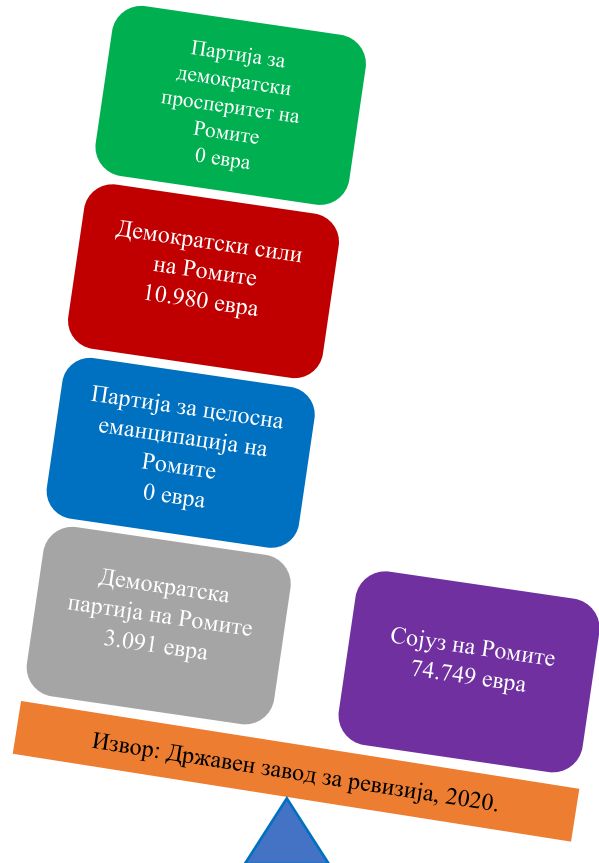 Партија за
демократски
просперитет на
Ромите
0 евра
Демократски сили
на Ромите
10.980 евра
Партија за целосна
еманципација на
Ромите
0 евра
Демократска
партија на Ромите
3.091 евра
Сојуз на Ромите
74.749 евра
Извор: Државен завод за ревизија, 2020.